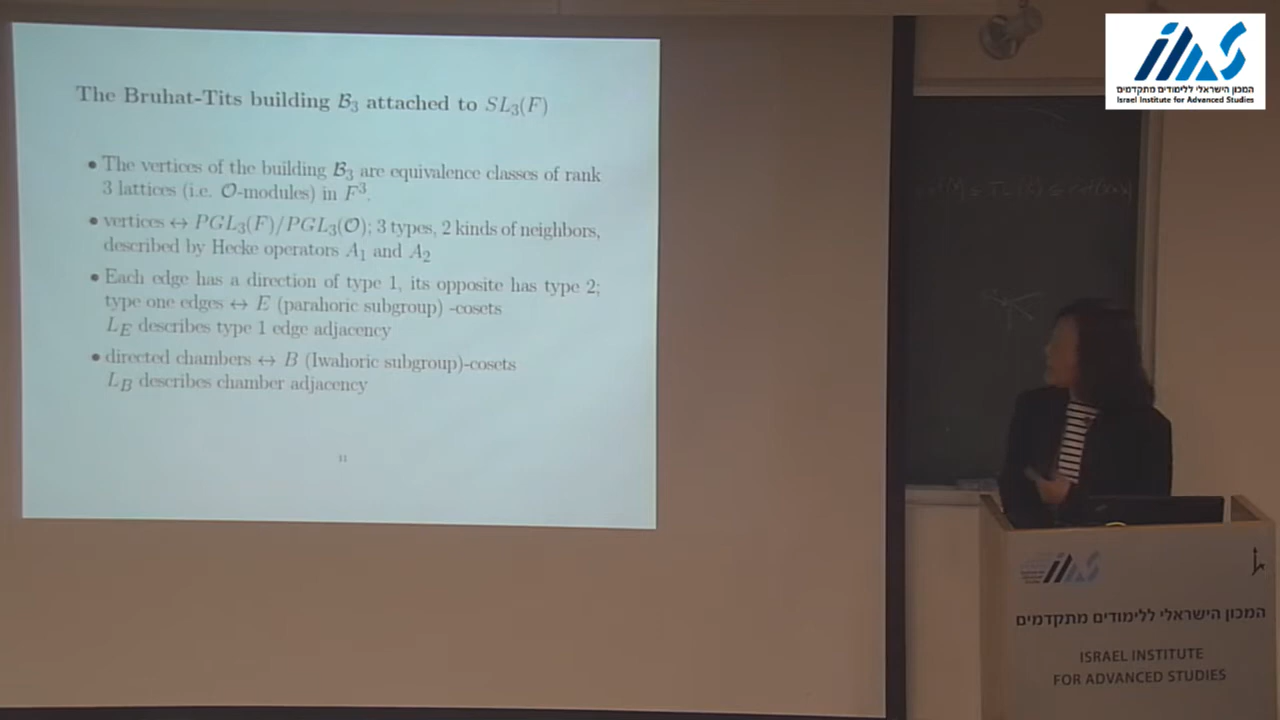 The Bruhat-Tits building ℬ₃ attached to SL₃(F)
• The vertices of the building ℬ₃ are equivalence classes of rank
3 lattices (i.e. 𝒪-modules) in F³.
• vertices ↔ PGL₃(F)/PGL₃(𝒪); 3 types, 2 kinds of neighbors,
described by Hecke operators A₁ and A₂
• Each edge has a direction of type 1, its opposite has type 2;
type one edges ↔ E (parahoric subgroup) -cosets
L_E describes type 1 edge adjacency
• directed chambers ↔ B (Iwahoric subgroup)-cosets
L_B describes chamber adjacency
11
המכון הישראלי ללימודים מתקדמים
Israel Institute for Advanced Studies
המכון הישראלי ללימודים מתקדמים
ISRAEL INSTITUTE
FOR ADVANCED STUDIES